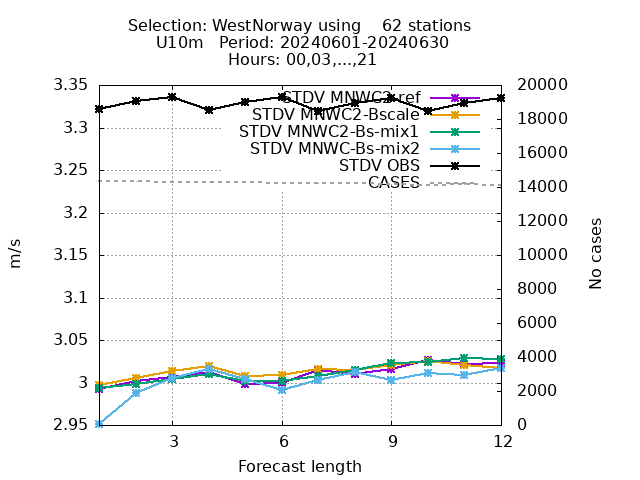 Selection: WestNorway using    62 stations
U10m   Period: 20240601-20240630
Hours: 00,03,...,21
STDV MNWC2-ref
STDV MNWC2-Bscale
STDV MNWC2-Bs-mix1
STDV MNWC-Bs-mix2
STDV OBS
CASES
3.35
3.3
3.25
3.2
3.15
3.1
3.05
3
2.95
m/s
20000
18000
16000
14000
12000
10000
8000
6000
4000
2000
0
No cases
3 6 9 12
Forecast length